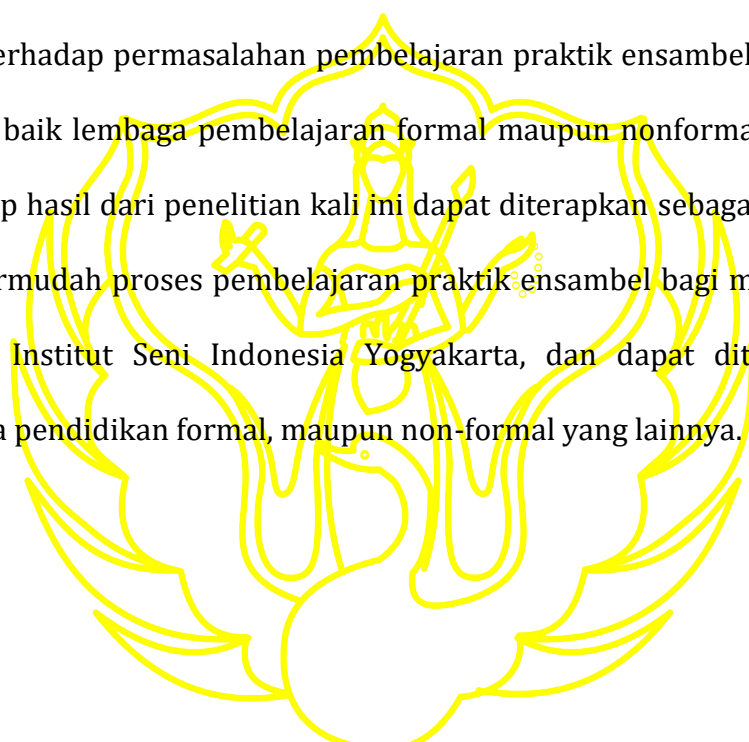 erhadap permasalahan pembelajaran praktik ensambel
baik lembaga pembelajaran formal maupun nonforma
p hasil dari penelitian kali ini dapat diterapkan sebaga
rmudah proses pembelajaran praktik ensambel bagi m
Institut Seni Indonesia Yogyakarta, dan dapat dit
a pendidikan formal, maupun non-formal yang lainnya.